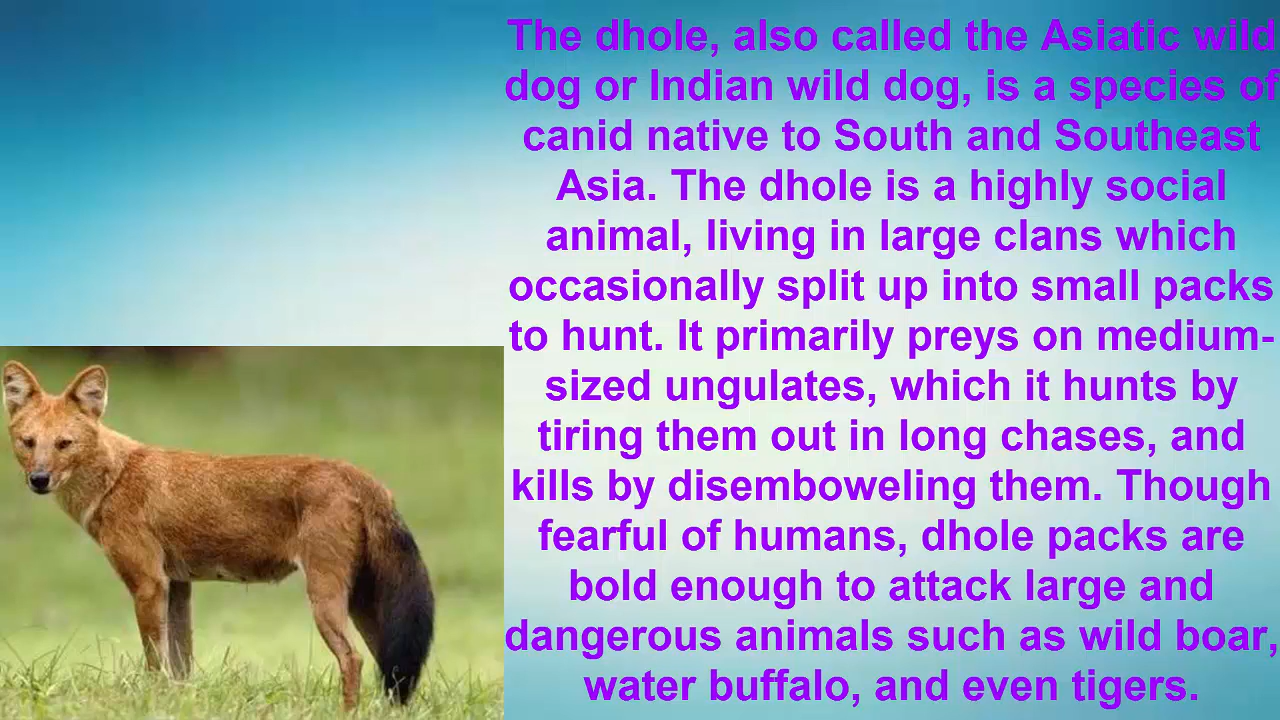 The dhole, also called the Asiatic wild
dog or Indian wild dog, is a species of
canid native to South and Southeast
Asia. The dhole is a highly social
animal, living in large clans which
occasionally split up into small packs
to hunt. It primarily preys on medium-
sized ungulates, which it hunts by
tiring them out in long chases, and
kills by disemboweling them. Though
fearful of humans, dhole packs are
bold enough to attack large and
dangerous animals such as wild boar,
water buffalo, and even tigers.